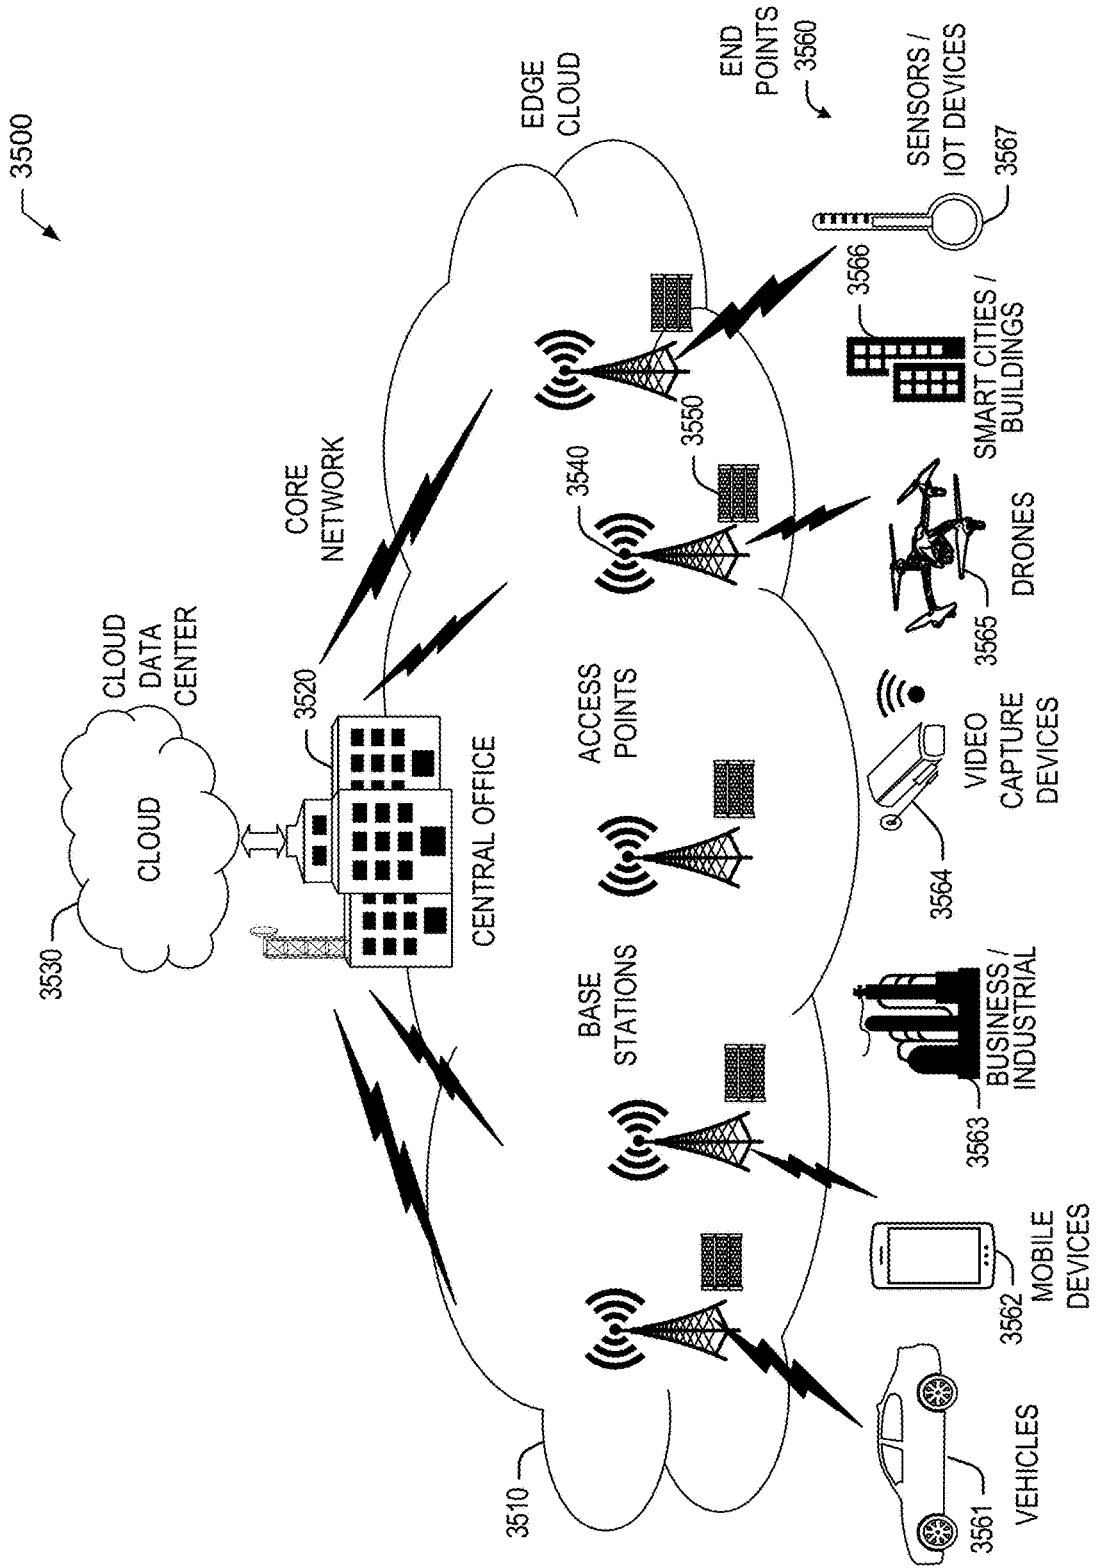 3500
CLOUD
DATA
CENTER
3530
CLOUD
3520
CENTRAL OFFICE
CORE
NETWORK
EDGE
CLOUD
3510
BASE
STATIONS
ACCESS
POINTS
3540
3550
END
POINTS
3560
3561
VEHICLES
3562
MOBILE
DEVICES
3563
BUSINESS /
INDUSTRIAL
3564
VIDEO
CAPTURE
DEVICES
3565
DRONES
3566
SMART CITIES /
BUILDINGS
SENSORS /
IOT DEVICES
3567